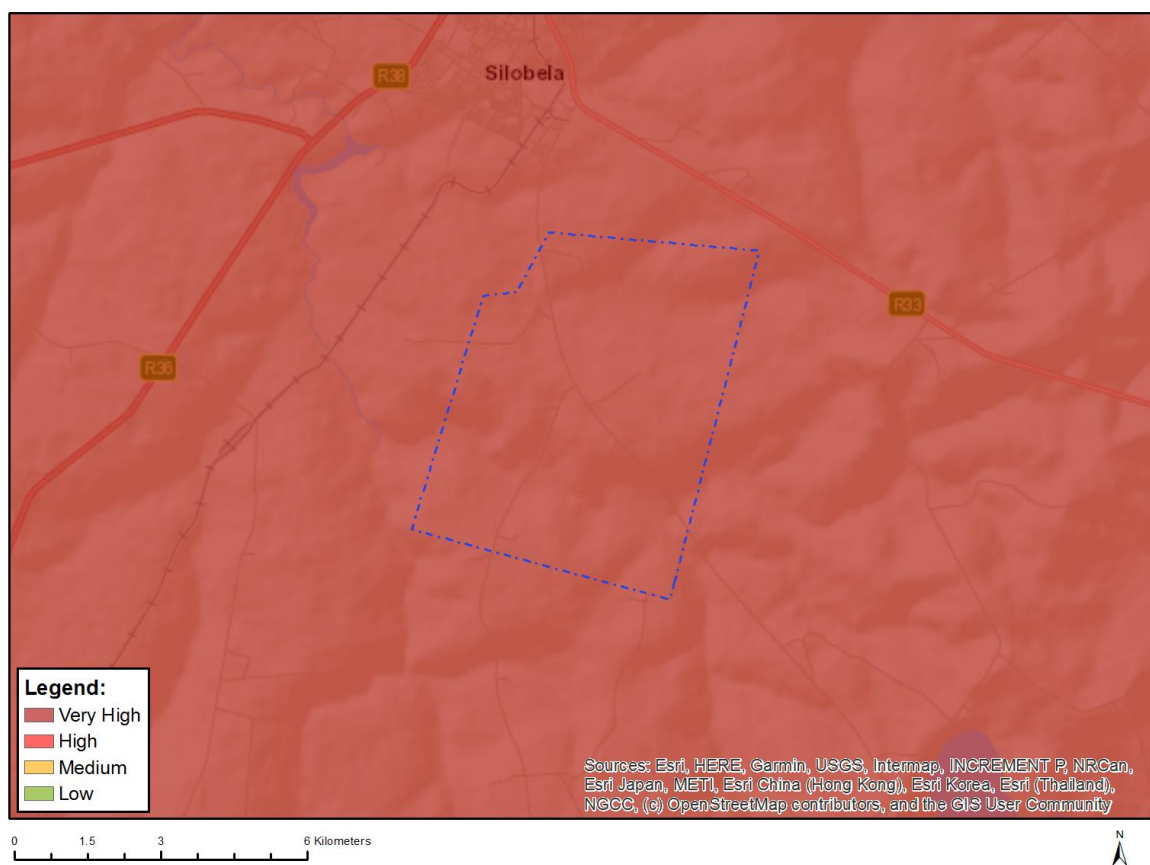 R38
Silobela
R33
R36
Legend:
Very High
High
Medium
Low
Sources: Esri, HERE, Garmin, USGS, Intermap, INCREMENT P, NRCan,
Esri Japan, METI, Esri China (Hong Kong), Esri Korea, Esri (Thailand),
NGCC, (c) OpenStreetMap contributors, and the GIS User Community
0 1.5 3 6 Kilometers
N